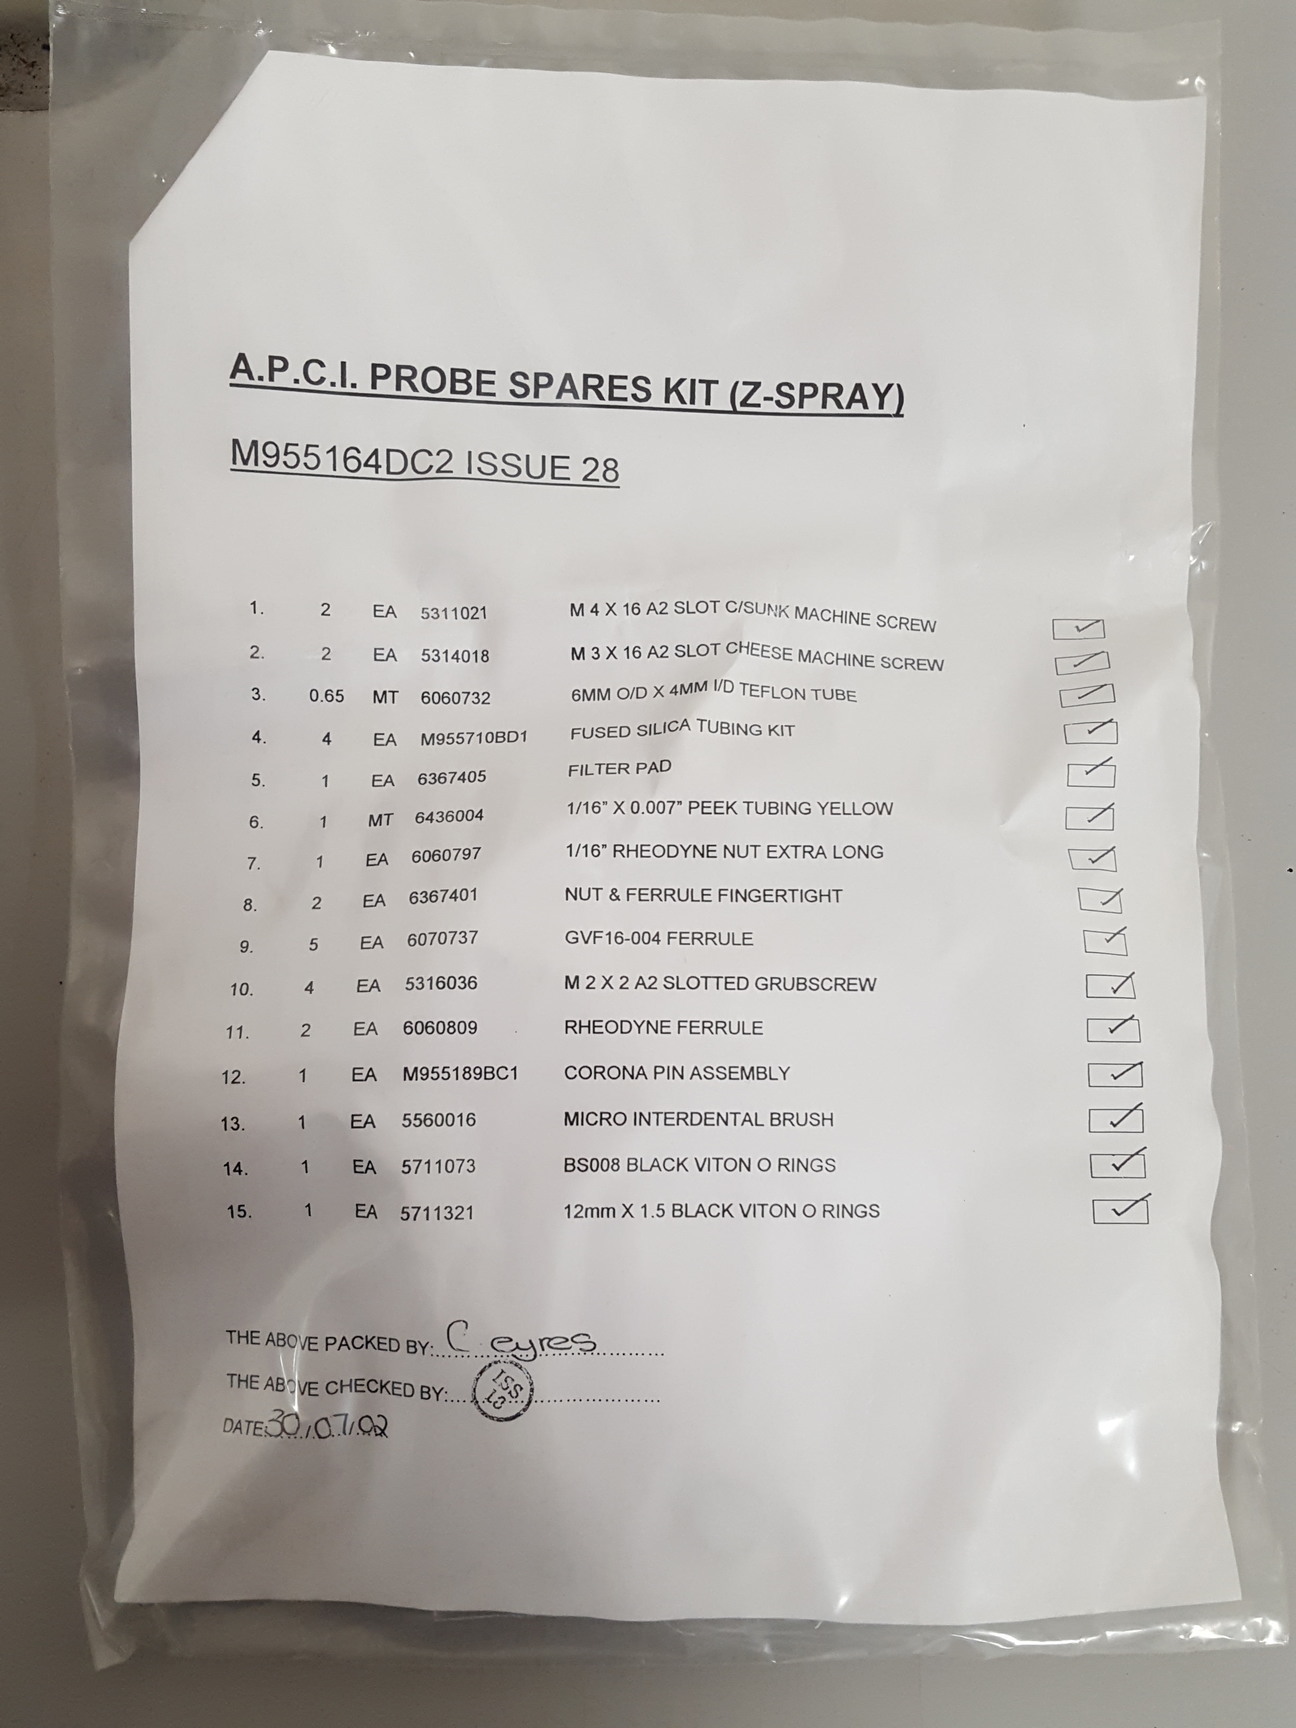 A.P.C.I. PROBE SPARES KIT (Z-SPRAY)
M955164DC2 ISSUE 28
1. 2 EA 5311021 M 4 X 16 A2 SLOT C/SUNK MACHINE SCREW
2. 2 EA 5314018 M 3 X 16 A2 SLOT CHEESE MACHINE SCREW
3. 0.65 MT 6060732 6MM O/D X 4MM I/D TEFLON TUBE
4. 4 EA M955710BD1 FUSED SILICA TUBING KIT
5. 1 EA 6367405 FILTER PAD
6. 1 MT 6436004 1/16" X 0.007" PEEK TUBING YELLOW
7. 1 EA 6060797 1/16" RHEODYNE NUT EXTRA LONG
8. 2 EA 6367401 NUT & FERRULE FINGERTIGHT
9. 5 EA 6070737 GVF16-004 FERRULE
10. 4 EA 5316036 M 2 X 2 A2 SLOTTED GRUBSCREW
11. 2 EA 6060809 RHEODYNE FERRULE
12. 1 EA M955189BC1 CORONA PIN ASSEMBLY
13. 1 EA 5560016 MICRO INTERDENTAL BRUSH
14. 1 EA 5711073 BS008 BLACK VITON O RINGS
15. 1 EA 5711321 12mm X 1.5 BLACK VITON O RINGS
THE ABOVE PACKED BY: C eyres
THE ABOVE CHECKED BY:
DATE: 30/07/02